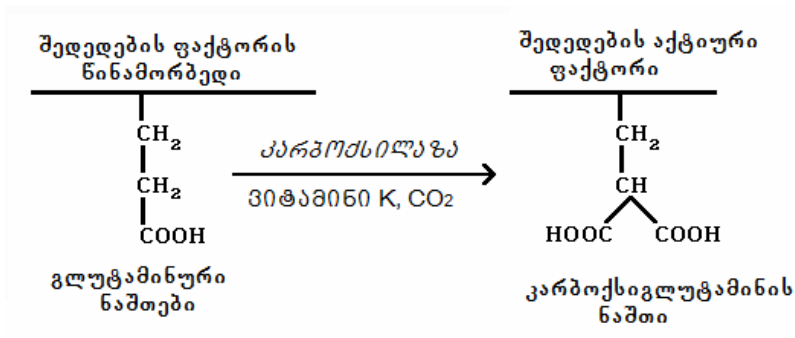 შედედების ფაქტორის
წინამორბედი
CH2
CH2
COOH
გლუტამინური
ნაშთები
კარბოქსილაზა
ვიტამინი K, CO2
შედედების აქტიური
ფაქტორი
CH2
CH
HOOC COOH
კარბოქსიგლუტამინის
ნაშთი